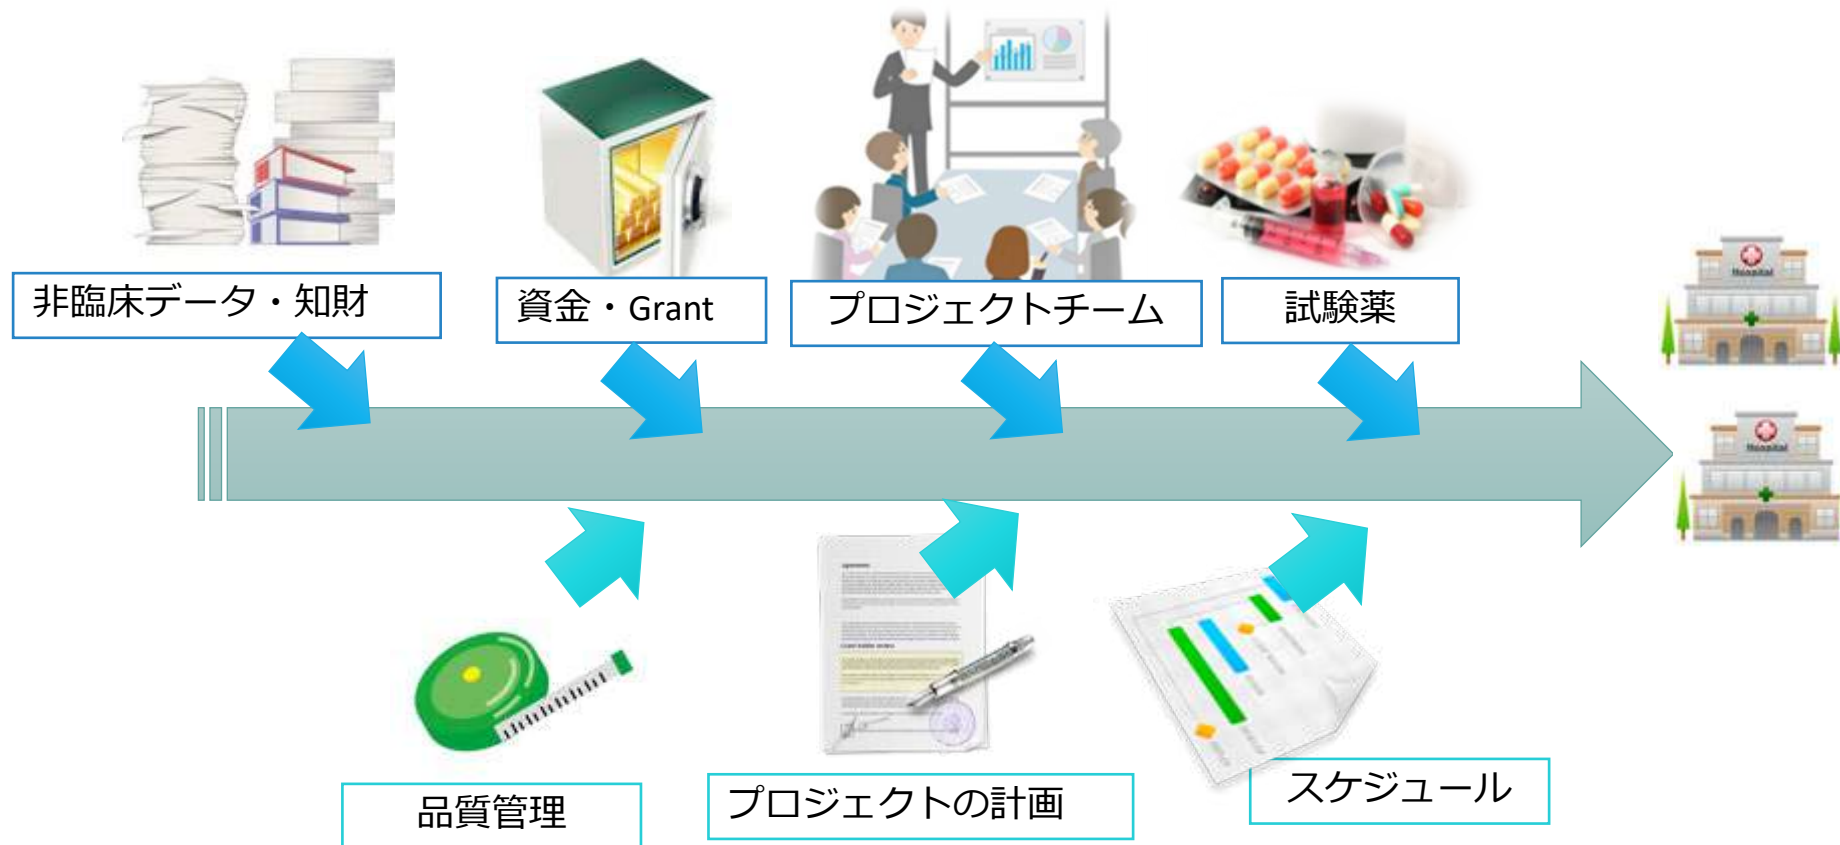 非臨床データ・知財
資金・Grant
プロジェクトチーム
試験薬
Hospital
Hospital
品質管理
プロジェクトの計画
スケジュール